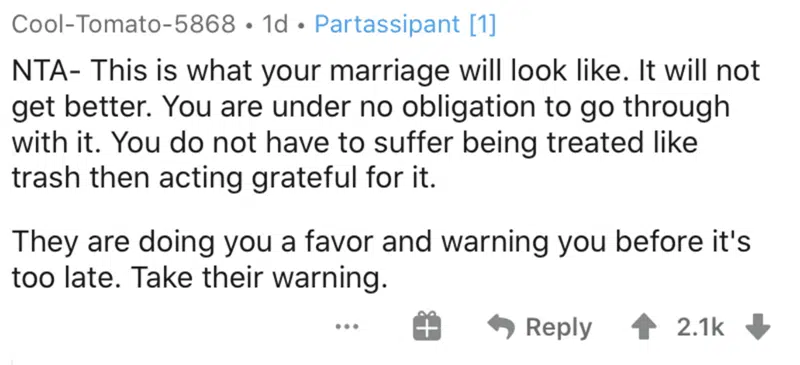 Cool-Tomato-5868 • 1d • Partassipant [1]
NTA- This is what your marriage will look like. It will not
get better. You are under no obligation to go through
with it. You do not have to suffer being treated like
trash then acting grateful for it.
They are doing you a favor and warning you before it's
too late. Take their warning.
... Reply 2.1k